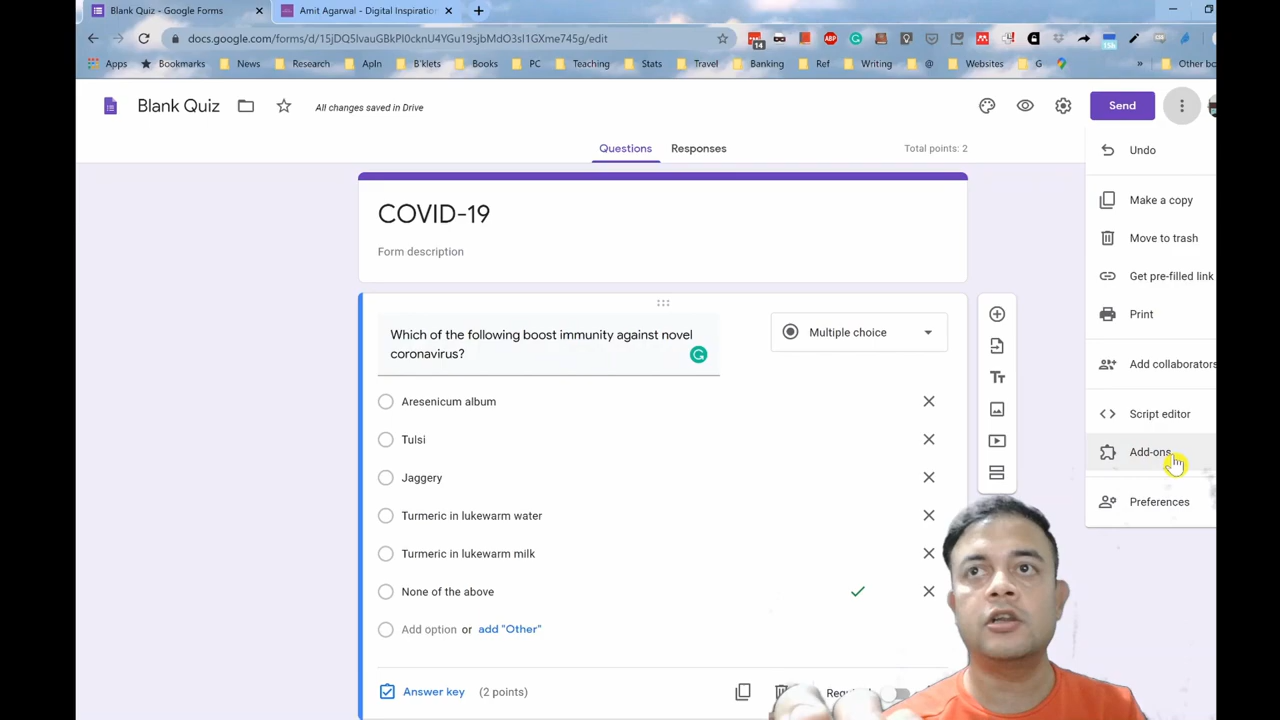 Blank Quiz - Google Forms
Amit Agarwal - Digital Inspiration
docs.google.com/forms/d/15jDQ5lvauGBkPI0cknU4YGu19sjbMdO3sl1GXme745g/edit
14
ABP
15h
Apps
Bookmarks
News
Research
ApIn
B'klets
Books
PC
Teaching
Stats
Travel
Banking
Ref
Writing
@
Websites
G
»
Other bo
Blank Quiz
All changes saved in Drive
Send
Questions
Responses
Total points: 2
Undo
Make a copy
Move to trash
Get pre-filled link
Print
Add collaborators
Script editor
Add-ons
Preferences
COVID-19
Form description
Which of the following boost immunity against novel
coronavirus?
Multiple choice
Aresenicum album
Tulsi
Jaggery
Turmeric in lukewarm water
Turmeric in lukewarm milk
None of the above
Add option or add "Other"
Answer key (2 points)